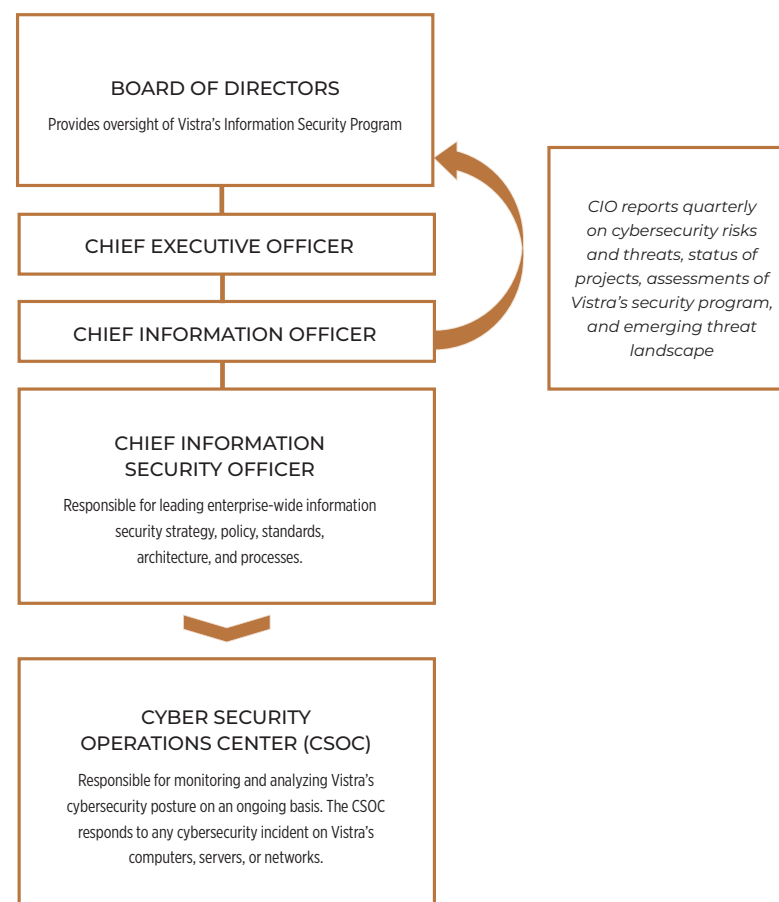 BOARD OF DIRECTORS
Provides oversight of Vistra’s Information Security Program
CHIEF EXECUTIVE OFFICER
CHIEF INFORMATION OFFICER
CIO reports quarterly
on cybersecurity risks
and threats, status of
projects, assessments of
Vistra’s security program,
and emerging threat
landscape
CHIEF INFORMATION
SECURITY OFFICER
Responsible for leading enterprise-wide information
security strategy, policy, standards,
architecture, and processes.
CYBER SECURITY
OPERATIONS CENTER (CSOC)
Responsible for monitoring and analyzing Vistra’s
cybersecurity posture on an ongoing basis. The CSOC
responds to any cybersecurity incident on Vistra’s
computers, servers, or networks.